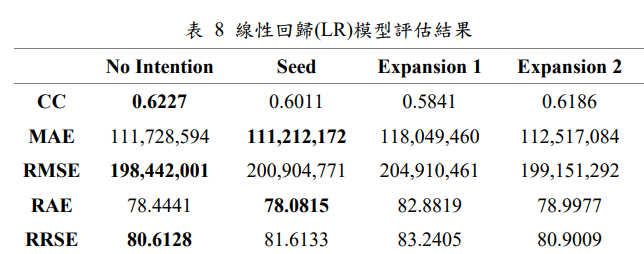 表 8 線性回歸(LR)模型評估結果
No Intention Seed Expansion 1 Expansion 2
CC 0.6227 0.6011 0.5841 0.6186
MAE 111,728,594 111,212,172 118,049,460 112,517,084
RMSE 198,442,001 200,904,771 204,910,461 199,151,292
RAE 78.4441 78.0815 82.8819 78.9977
RRSE 80.6128 81.6133 83.2405 80.9009